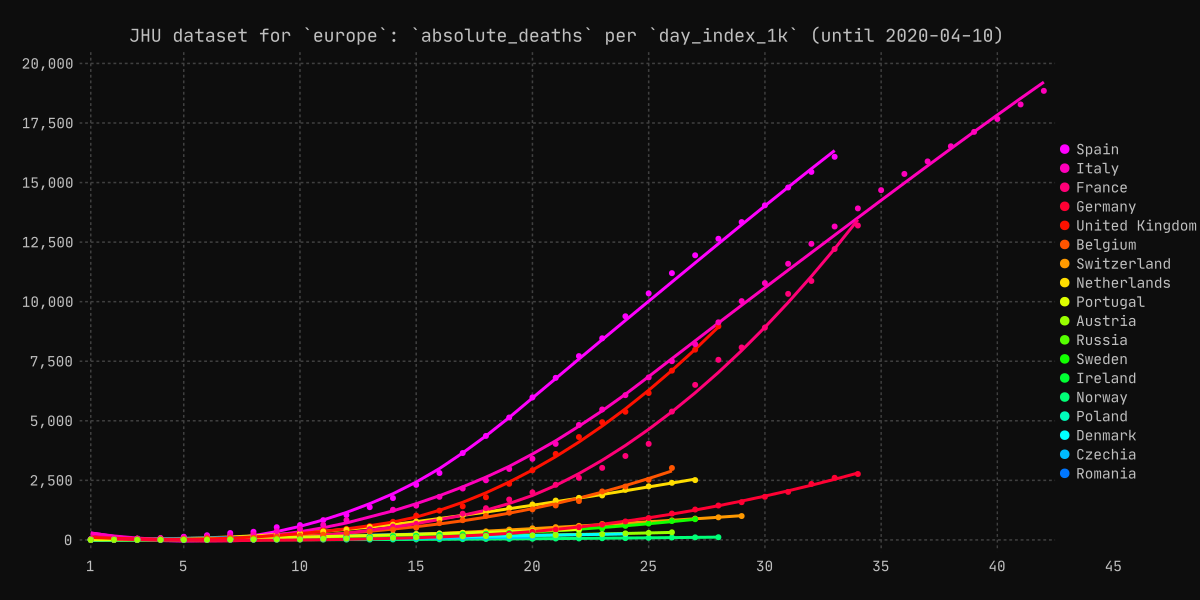 JHU dataset for `europe`: `absolute_deaths` per `day_index_1k` (until 2020-04-10)
20,000
17,500
15,000
12,500
10,000
7,500
5,000
2,500
0
1 5 10 15 20 25 30 35 40 45
Spain
Italy
France
Germany
United Kingdom
Belgium
Switzerland
Netherlands
Portugal
Austria
Russia
Sweden
Ireland
Norway
Poland
Denmark
Czechia
Romania